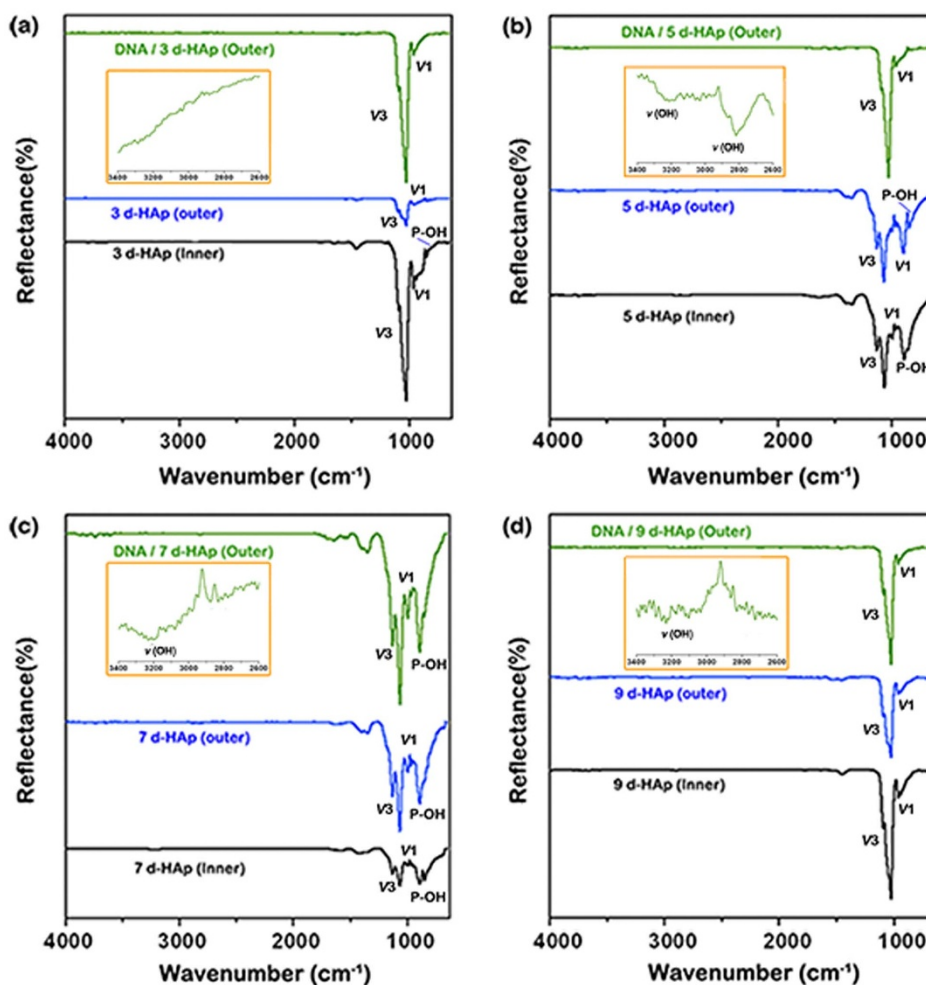 (a)
DNA / 3 d-HAp (Outer)
V1
V3
3400 3200 3000 2800 2600
V1
3 d-HAp (outer)
V3
P-OH
3 d-HAp (Inner)
V1
V3
Reflectance(%)
4000 3000 2000 1000
Wavenumber (cm⁻¹)
(b)
DNA / 5 d-HAp (Outer)
V1
V3
ν (OH)
ν (OH)
3400 3200 3000 2800 2600
P-OH
5 d-HAp (outer)
V3
V1
V1
5 d-HAp (Inner)
V3
P-OH
Reflectance(%)
4000 3000 2000 1000
Wavenumber (cm⁻¹)
(c)
DNA / 7 d-HAp (Outer)
V1
ν (OH)
V3
P-OH
3400 3200 3000 2800 2600
7 d-HAp (outer)
V1
V3
P-OH
V1
7 d-HAp (Inner)
V3
P-OH
Reflectance(%)
4000 3000 2000 1000
Wavenumber (cm⁻¹)
(d)
DNA / 9 d-HAp (Outer)
V1
V3
ν (OH)
3400 3200 3000 2800 2600
9 d-HAp (outer)
V1
V3
9 d-HAp (Inner)
V1
V3
Reflectance(%)
4000 3000 2000 1000
Wavenumber (cm⁻¹)